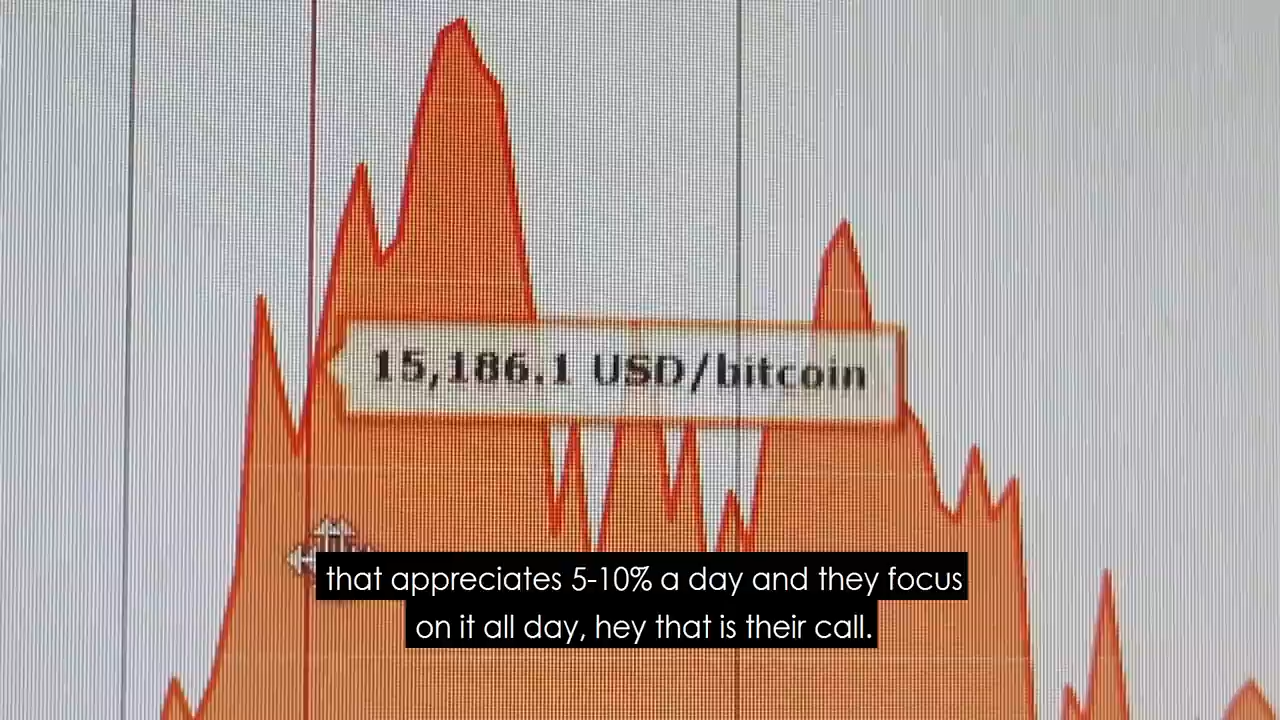 15,186.1 USD/bitcoin
that appreciates 5-10% a day and they focus
on it all day, hey that is their call.